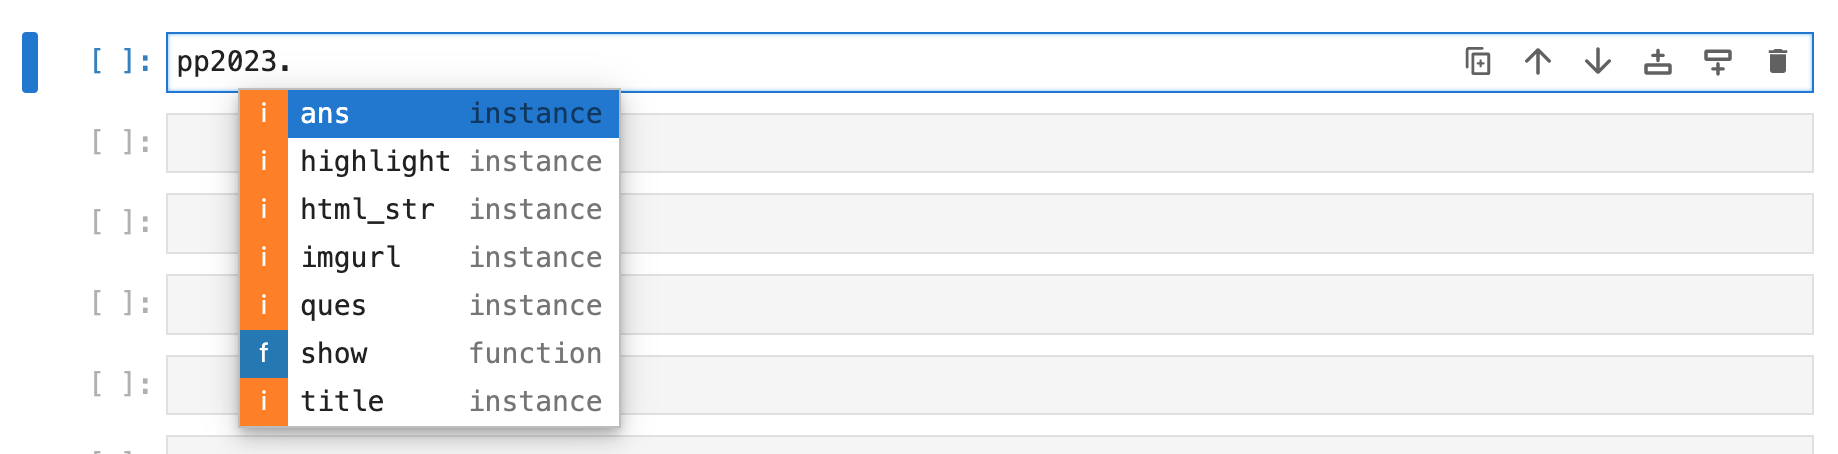 [ ]: pp2023.
i ans instance
[ ]:
i highlight instance
i html_str instance
[ ]:
i imgurl instance
i ques instance
[ ]:
f show function
[ ]:
i title instance